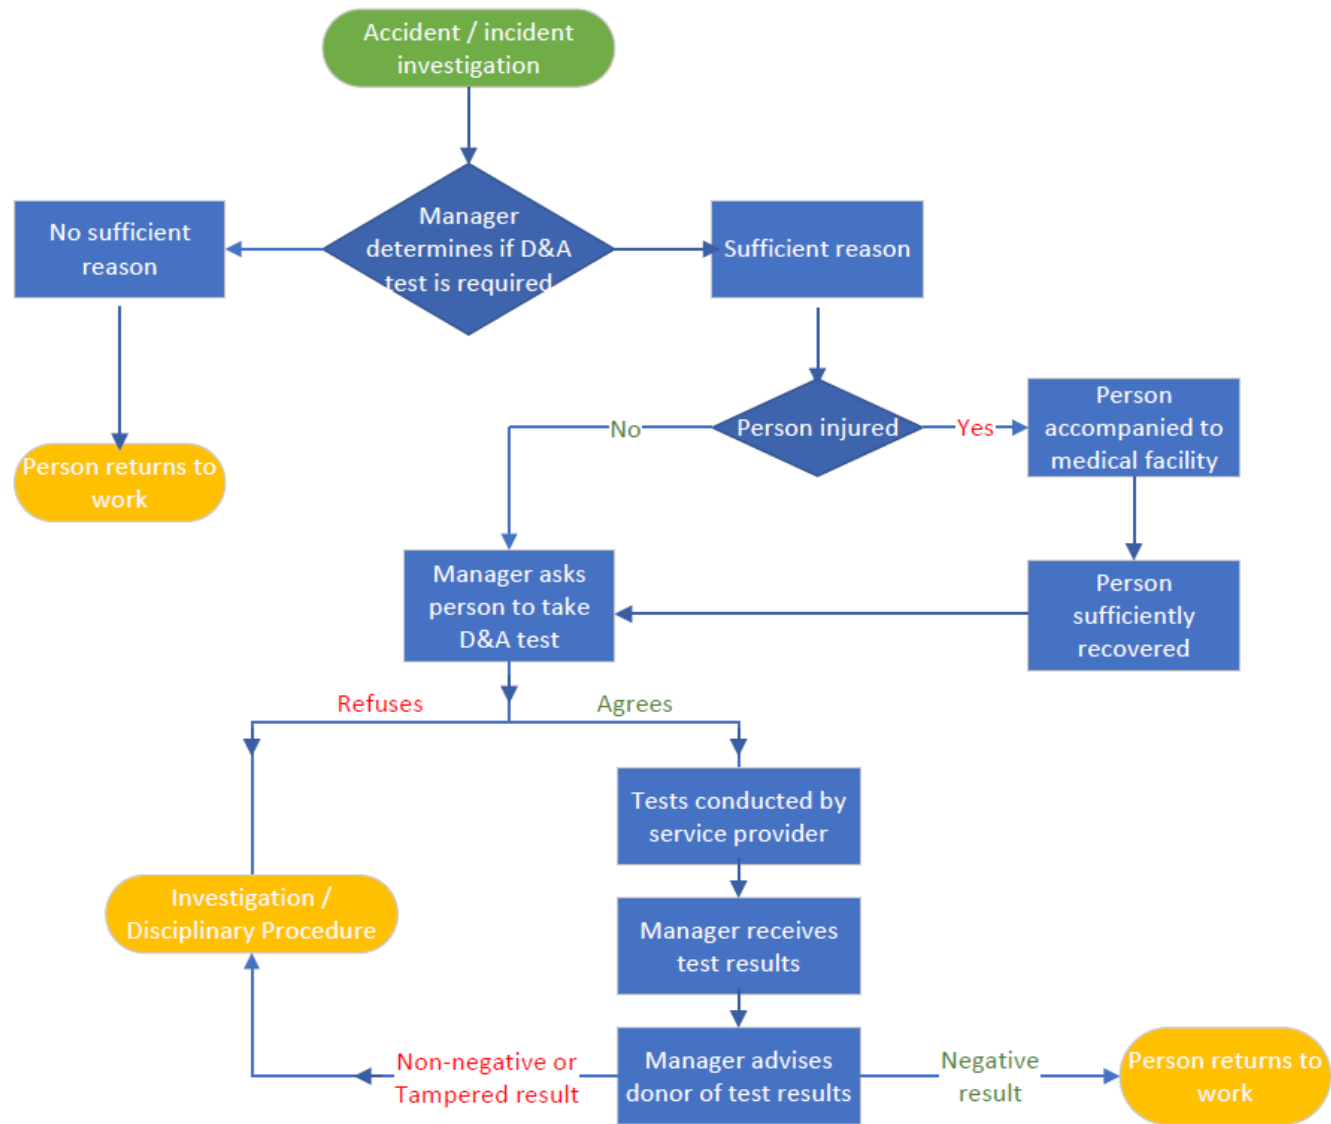 Accident / incident
investigation
Manager
determines if D&A
test is required
No sufficient
reason
Sufficient reason
Person returns to
work
Person injured
No
Yes
Person
accompanied to
medical facility
Manager asks
person to take
D&A test
Person
sufficiently
recovered
Refuses
Agrees
Tests conducted by
service provider
Investigation /
Disciplinary Procedure
Manager receives
test results
Manager advises
donor of test results
Non-negative or
Tampered result
Negative
result
Person returns to
work